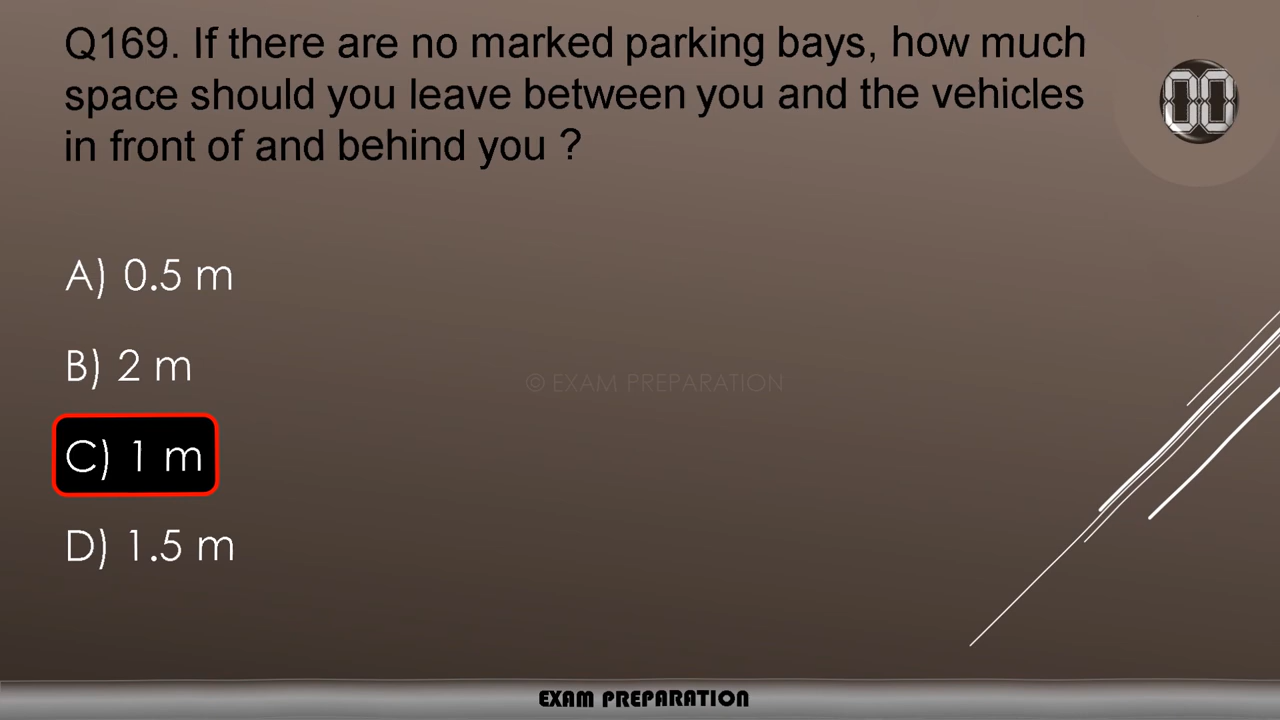 Q169. If there are no marked parking bays, how much
space should you leave between you and the vehicles
in front of and behind you ?
00
A) 0.5 m
B) 2 m
© EXAM PREPARATION
C) 1 m
D) 1.5 m
EXAM PREPARATION